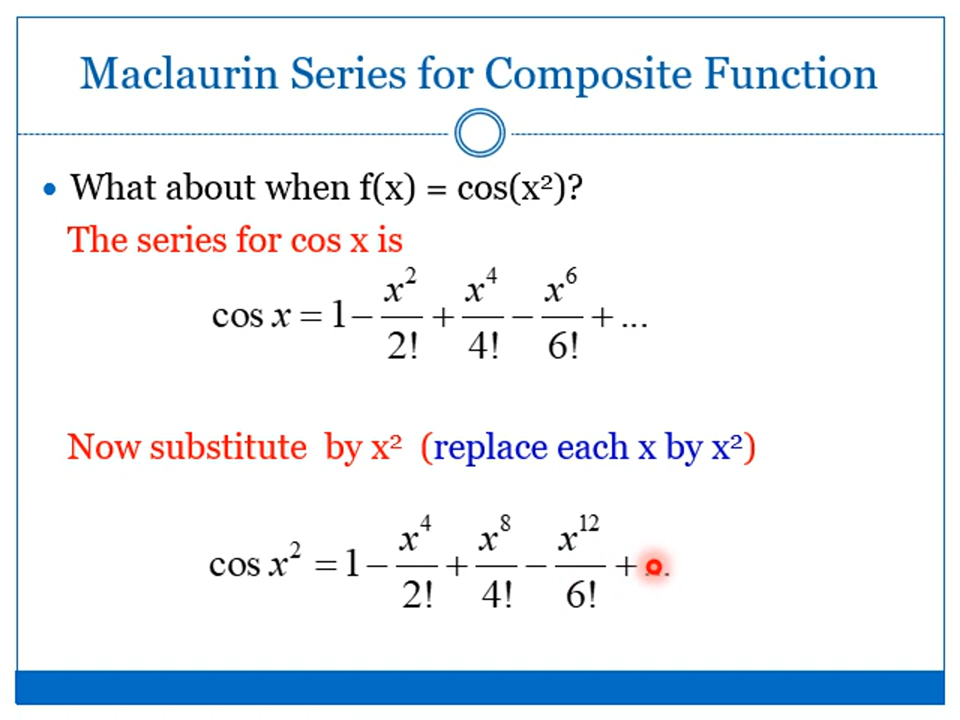 Maclaurin Series for Composite Function
• What about when f(x) = cos(x²)?
The series for cos x is
cos x = 1 − x²/2! + x⁴/4! − x⁶/6! + ...
Now substitute by x² (replace each x by x²)
cos x² = 1 − x⁴/2! + x⁸/4! − x¹²/6! + ...